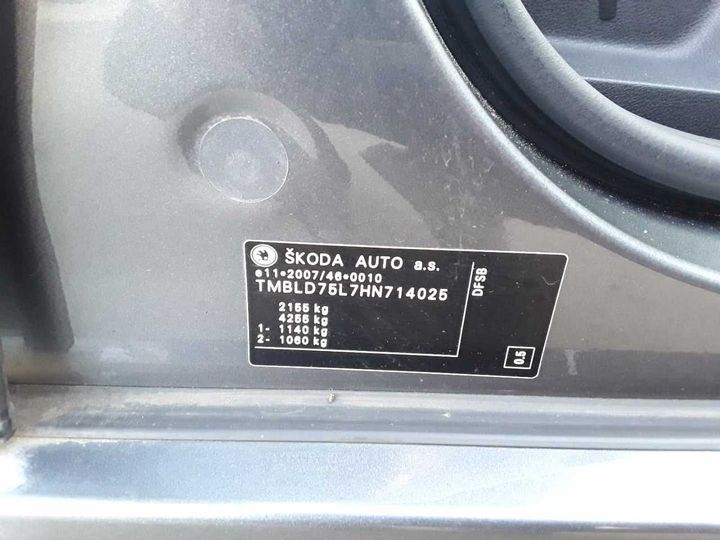 ŠKODA AUTO a.s.
e11*2007/46*0010
TMBLD75L7HN714025
2155 kg
4255 kg
1- 1140 kg
2- 1060 kg
DFSB
0.5